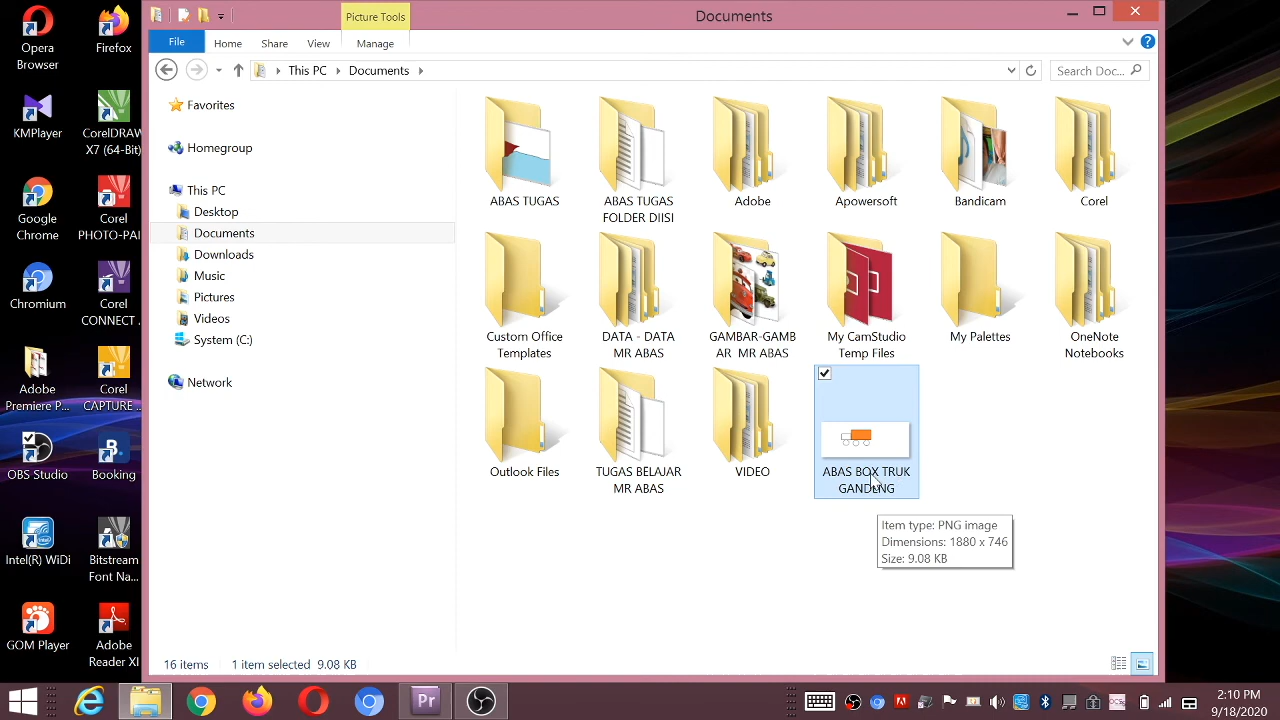 Opera
Browser
Firefox
KMPlayer
CorelDRAW
X7 (64-Bit)
Google
Chrome
Corel
PHOTO-PAI
Chromium
Corel
CONNECT .
Adobe
Premiere P...
Corel
CAPTURE ..
OBS Studio
B.
Booking
Intel(R) WiDi
Bitstream
Font Na...
GOM Player
Adobe
Reader XI
Picture Tools
Documents
File
Home
Share
View
Manage
This PC
Documents
Search Doc...
Favorites
Homegroup
This PC
Desktop
Documents
Downloads
Music
Pictures
Videos
System (C:)
Network
ABAS TUGAS
ABAS TUGAS
FOLDER DIISI
Adobe
Apowersoft
Bandicam
Corel
Custom Office
Templates
DATA - DATA
MR ABAS
GAMBAR-GAMB
AR MR ABAS
My CamStudio
Temp Files
My Palettes
OneNote
Notebooks
Outlook Files
TUGAS BELAJAR
MR ABAS
VIDEO
ABAS BOX TRUK
GANDENG
Item type: PNG image
Dimensions: 1880 x 746
Size: 9.08 KB
16 items
1 item selected 9.08 KB
Pr
2:10 PM
9/18/2020